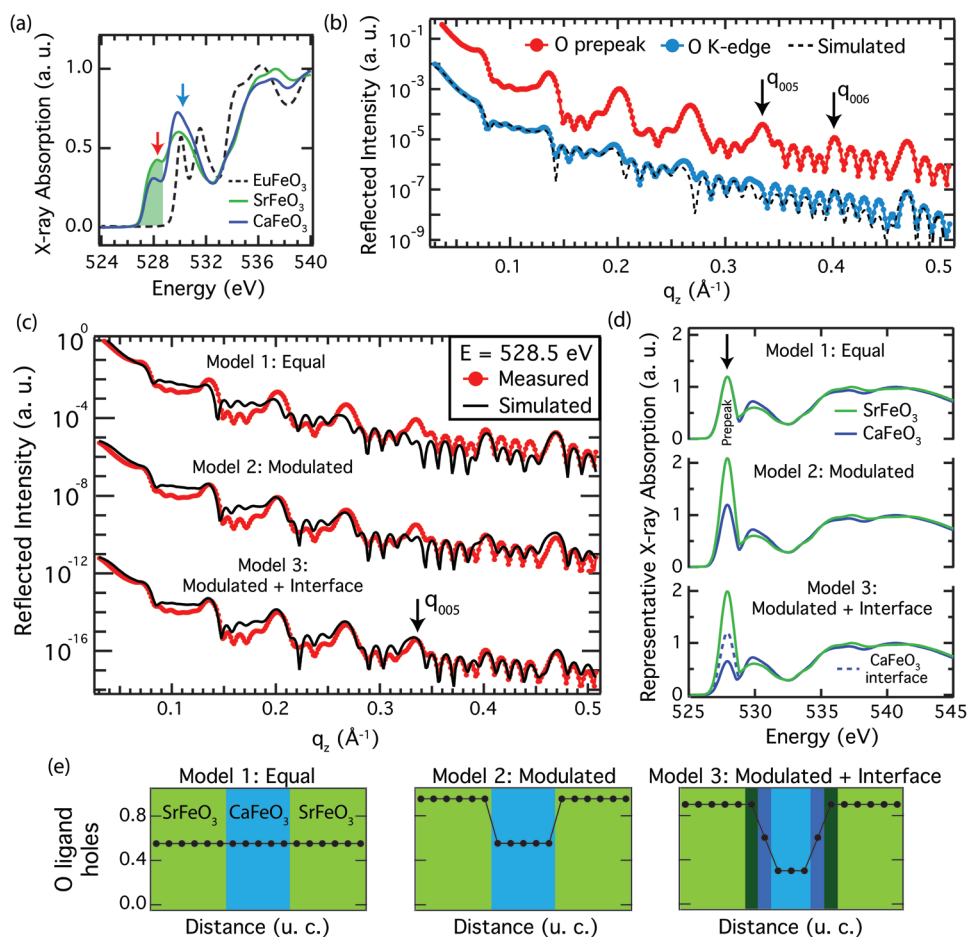 (a)
X-ray Absorption (a. u.)
1.0
0.5
0.0
EuFeO3
SrFeO3
CaFeO3
524 528 532 536 540
Energy (eV)
(b)
Reflected Intensity (a. u.)
10-1
10-3
10-5
10-7
10-9
O prepeak O K-edge Simulated
q005
q006
0.1 0.2 0.3 0.4 0.5
qz (Å-1)
(c)
Reflected Intensity (a. u.)
100
10-4
10-8
10-12
10-16
Model 1: Equal
E = 528.5 eV
Measured
Simulated
Model 2: Modulated
Model 3:
Modulated + Interface
q005
0.1 0.2 0.3 0.4 0.5
qz (Å-1)
(d)
Representative X-ray Absorption (a. u.)
2
1
0
Model 1: Equal
Prepeak
SrFeO3
CaFeO3
2
1
0
Model 2: Modulated
2
1
0
Model 3:
Modulated + Interface
CaFeO3
interface
525 530 535 540 545
Energy (eV)
(e)
O ligand
holes
0.8
0.4
0.0
Model 1: Equal
SrFeO3 CaFeO3 SrFeO3
Distance (u. c.)
Model 2: Modulated
Distance (u. c.)
Model 3: Modulated + Interface
Distance (u. c.)